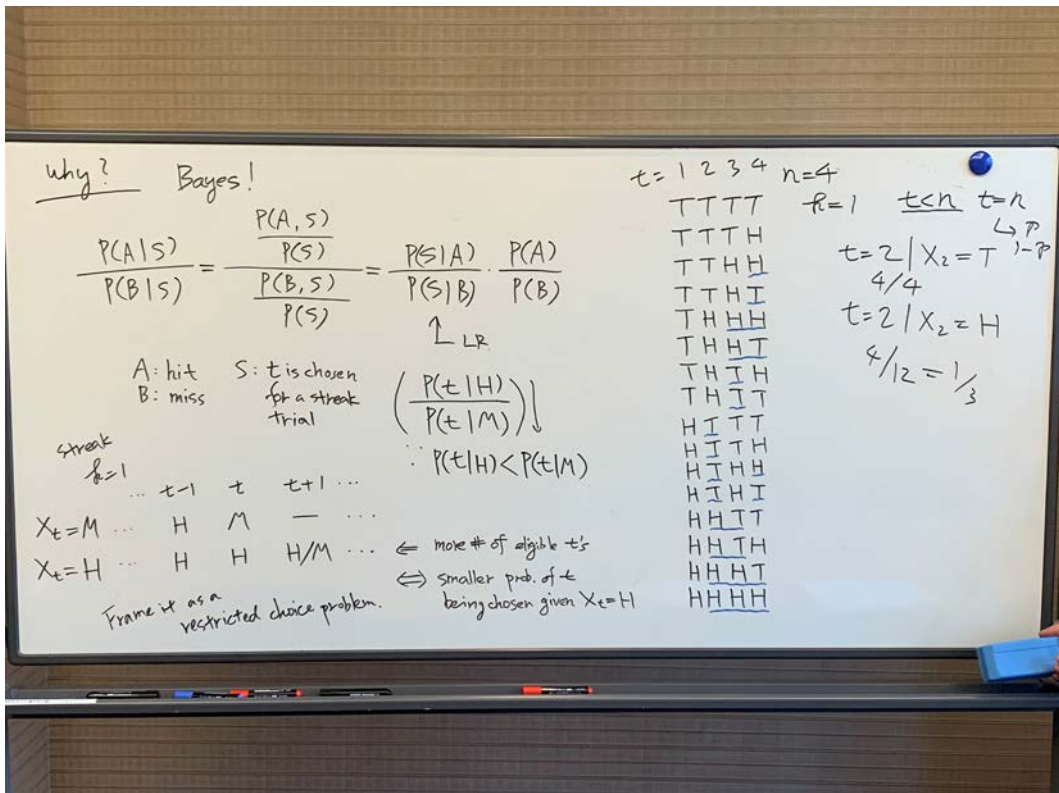 why? Bayes!
P(A|S) / P(B|S) = (P(A,S) / P(S)) / (P(B,S) / P(S)) = P(S|A) / P(S|B) · P(A) / P(B)
↑ LR
A: hit S: t is chosen
B: miss for a streak
trial
( P(t|H) / P(t|M) ) ↓
∵ P(t|H) < P(t|M)
streak
k=1
... t-1 t t+1 ...
Xt=M ... H M — ...
Xt=H ... H H H/M ... ⇐ more # of eligible t's
⇔ smaller prob. of t
being chosen given Xt=H
Frame it as a
restricted choice problem.
t= 1 2 3 4 n=4
TTTT
TTTH
TTHH
TTHT
THHH
THHT
THTH
THTT
HTTT
HTTH
HTHH
HTHT
HHTT
HHTH
HHHT
HHHH
k=1 t<n t=n
↳ p
1-p
t=2 | X2=T
4/4
t=2 | X2=H
4/12 = 1/3